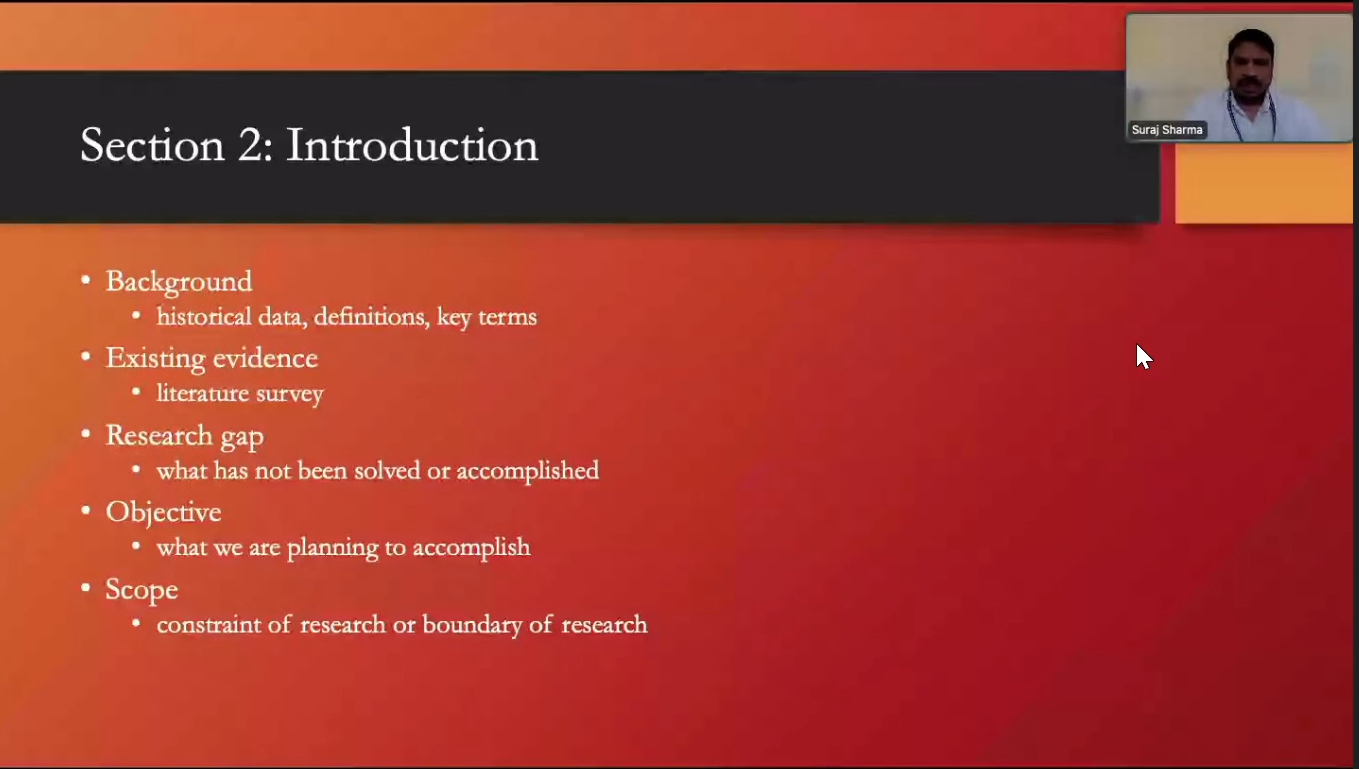 Section 2: Introduction
Suraj Sharma
• Background
• historical data, definitions, key terms
• Existing evidence
• literature survey
• Research gap
• what has not been solved or accomplished
• Objective
• what we are planning to accomplish
• Scope
• constraint of research or boundary of research